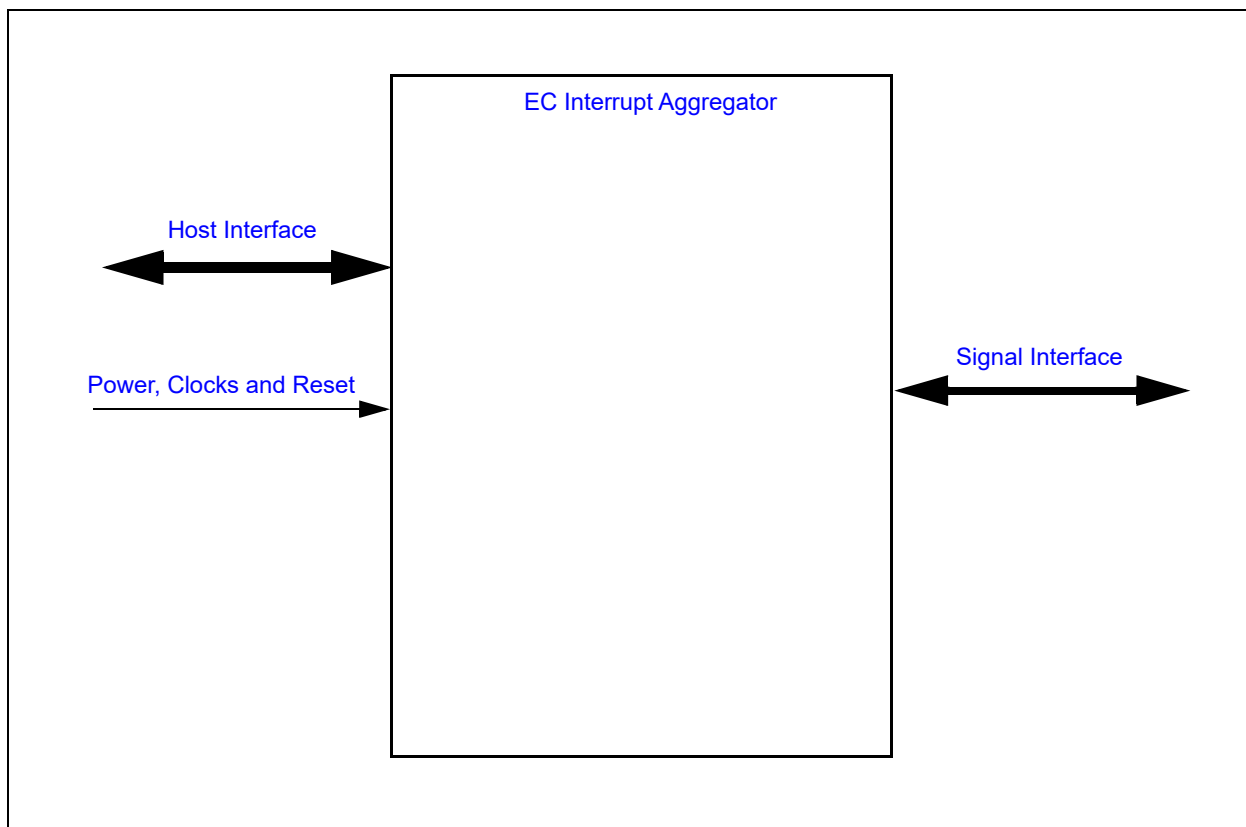 EC Interrupt Aggregator
Host Interface
Signal Interface
Power, Clocks and Reset